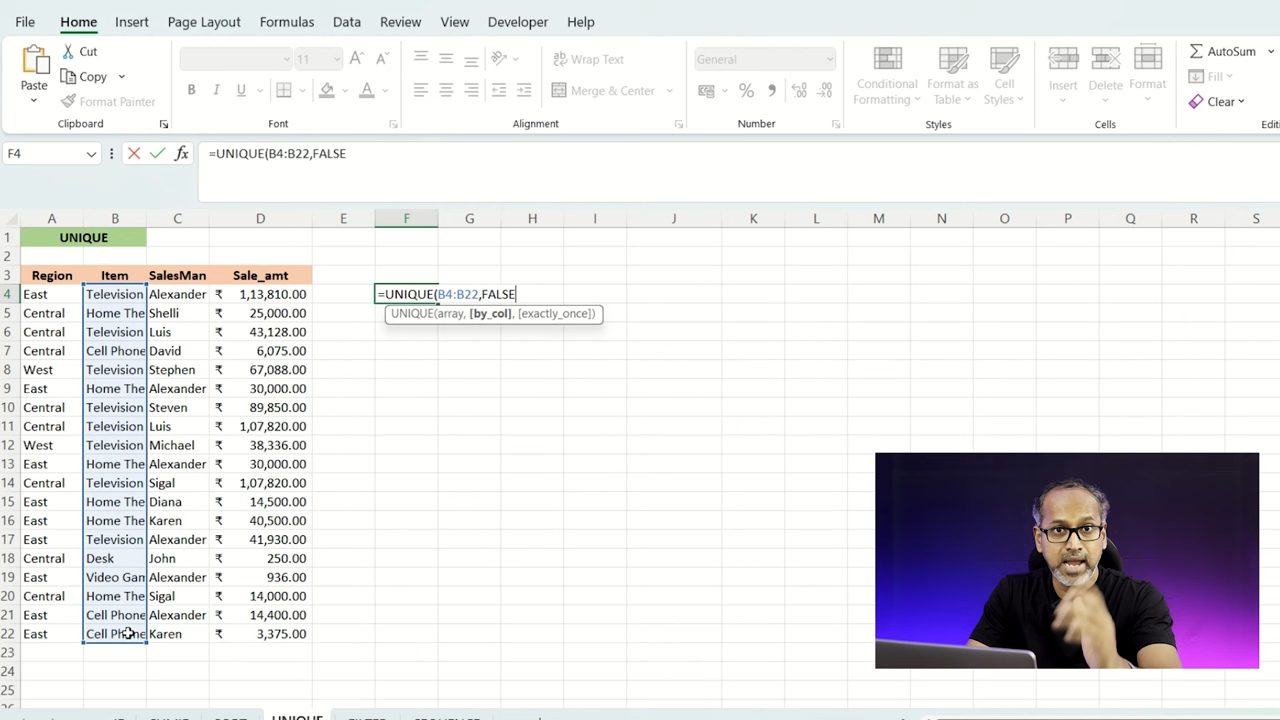 File Home Insert Page Layout Formulas Data Review View Developer Help
Paste
Cut
Copy
Format Painter
Clipboard
11
Font
Wrap Text
Merge & Center
Alignment
General
Number
Conditional Formatting
Format as Table
Cell Styles
Styles
Insert Delete Format
Cells
AutoSum
Fill
Clear
F4 fx =UNIQUE(B4:B22,FALSE
A B C D E F G H I J K L M N O P Q R S
1 UNIQUE
2
3 Region Item SalesMan Sale_amt
4 East Television Alexander ₹ 1,13,810.00 =UNIQUE(B4:B22,FALSE
UNIQUE(array, [by_col], [exactly_once])
5 Central Home The Shelli ₹ 25,000.00
6 Central Television Luis ₹ 43,128.00
7 Central Cell Phone David ₹ 6,075.00
8 West Television Stephen ₹ 67,088.00
9 East Home The Alexander ₹ 30,000.00
10 Central Television Steven ₹ 89,850.00
11 Central Television Luis ₹ 1,07,820.00
12 West Television Michael ₹ 38,336.00
13 East Home The Alexander ₹ 30,000.00
14 Central Television Sigal ₹ 1,07,820.00
15 East Home The Diana ₹ 14,500.00
16 East Home The Karen ₹ 40,500.00
17 East Television Alexander ₹ 41,930.00
18 Central Desk John ₹ 250.00
19 East Video Gam Alexander ₹ 936.00
20 Central Home The Sigal ₹ 14,000.00
21 East Cell Phone Alexander ₹ 14,400.00
22 East Cell Phone Karen ₹ 3,375.00
23
24
25
UNIQUE